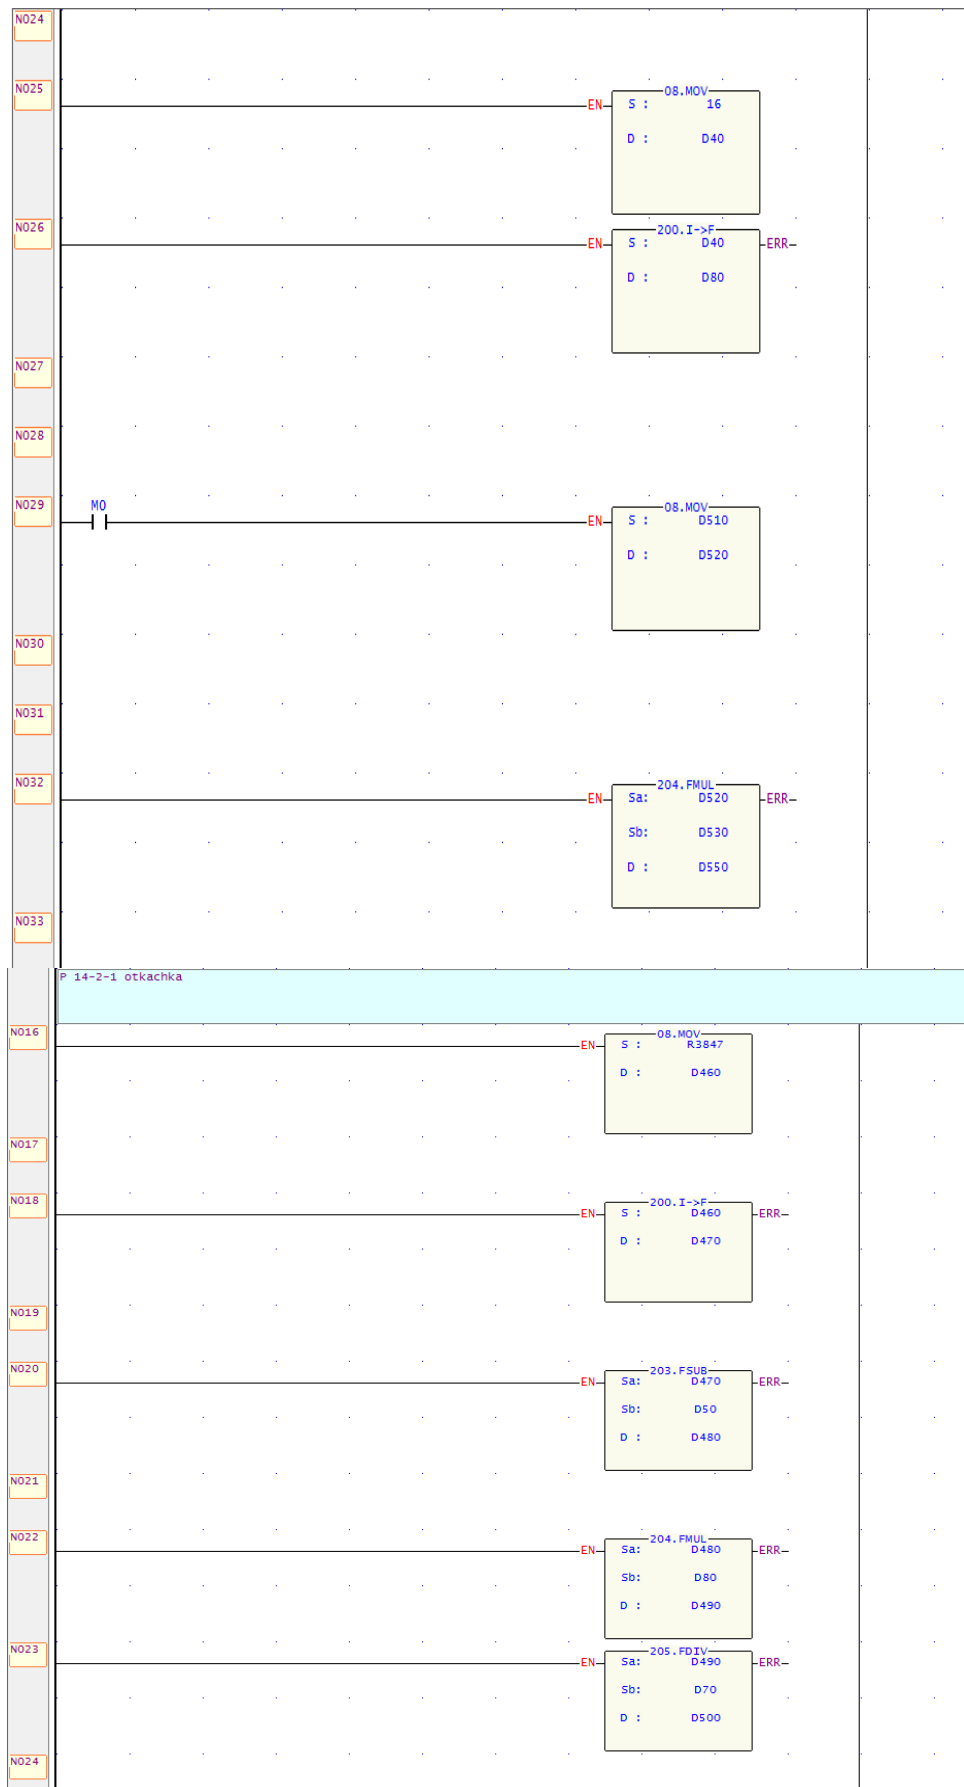 N024
N025
08.MOV
EN S : 16
D : D40
N026
200.I->F
EN S : D40 ERR
D : D80
N027
N028
N029
M0
08.MOV
EN S : D510
D : D520
N030
N031
N032
204.FMUL
EN Sa: D520 ERR
Sb: D530
D : D550
N033
P 14-2-1 otkachka
N016
08.MOV
EN S : R3847
D : D460
N017
N018
200.I->F
EN S : D460 ERR
D : D470
N019
N020
203.FSUB
EN Sa: D470 ERR
Sb: D50
D : D480
N021
N022
204.FMUL
EN Sa: D480 ERR
Sb: D80
D : D490
N023
205.FDIV
EN Sa: D490 ERR
Sb: D70
D : D500
N024